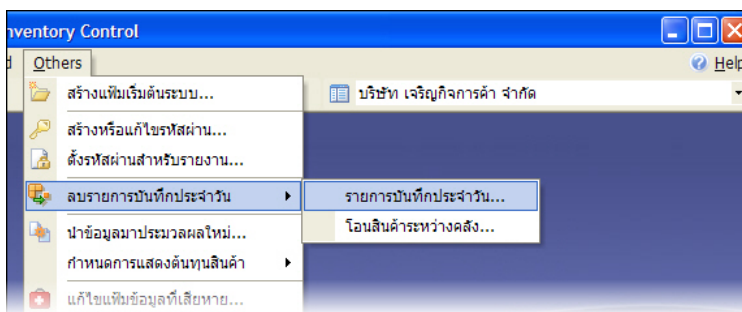 nventory Control
d Others Help
สร้างแฟ้มเริ่มต้นระบบ... บริษัท เจริญกิจการค้า จำกัด
สร้างหรือแก้ไขรหัสผ่าน...
ตั้งรหัสผ่านสำหรับรายงาน...
ลบรายการบันทึกประจำวัน รายการบันทึกประจำวัน...
โอนสินค้าระหว่างคลัง...
นำข้อมูลมาประมวลผลใหม่...
กำหนดการแสดงต้นทุนสินค้า
แก้ไขแฟ้มข้อมูลที่เสียหาย...